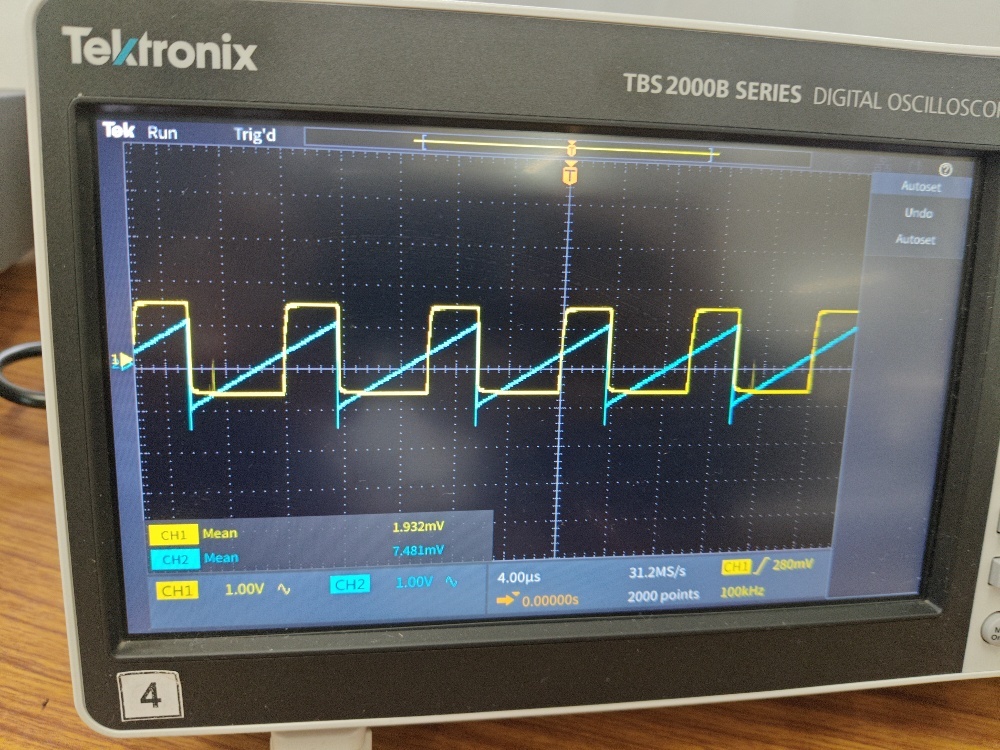 Tektronix
TBS 2000B SERIES DIGITAL OSCILLOSCO
Tek Run Trig'd
T
T
Autoset
Undo
Autoset
1
CH1 Mean 1.932mV
CH2 Mean 7.481mV
CH1 1.00V CH2 1.00V
4.00µs 31.2MS/s CH1 280mV
0.00000s 2000 points 100kHz
4